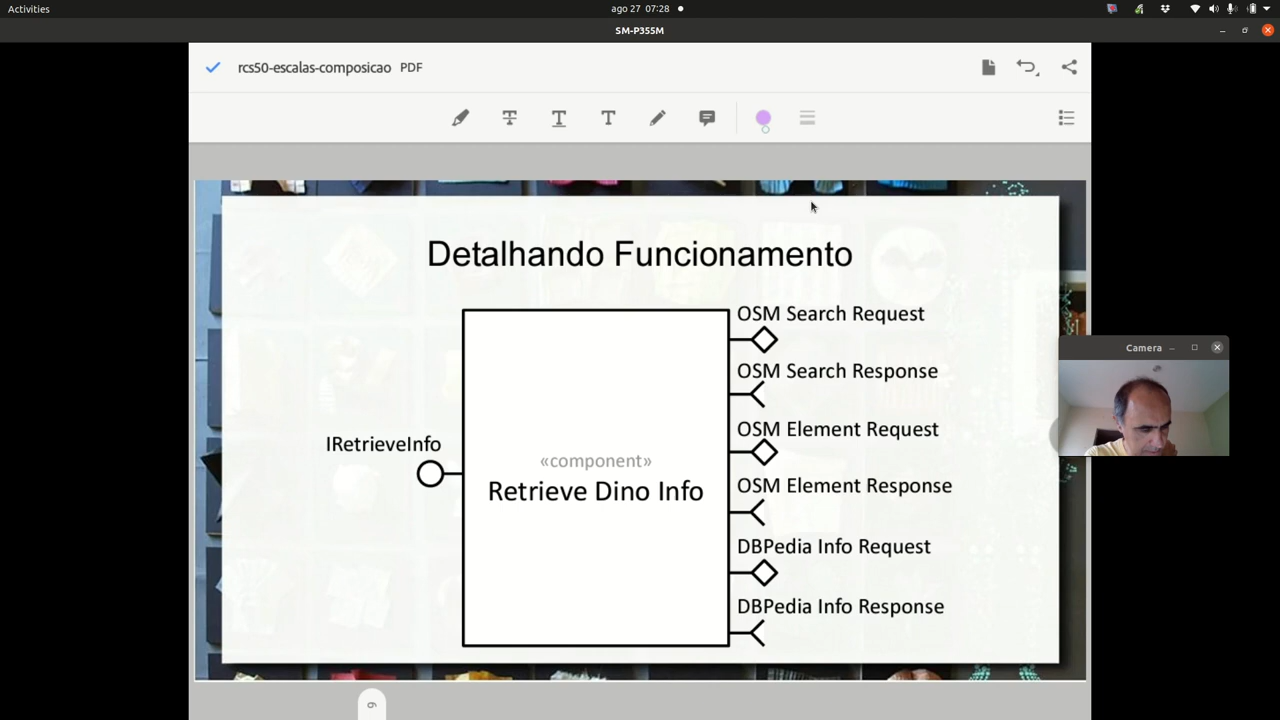 Activities
ago 27 07:28
SM-P355M
rcs50-escalas-composicao PDF
Detalhando Funcionamento
OSM Search Request
OSM Search Response
Camera
OSM Element Request
IRetrieveInfo
«component»
Retrieve Dino Info
OSM Element Response
DBPedia Info Request
DBPedia Info Response
6